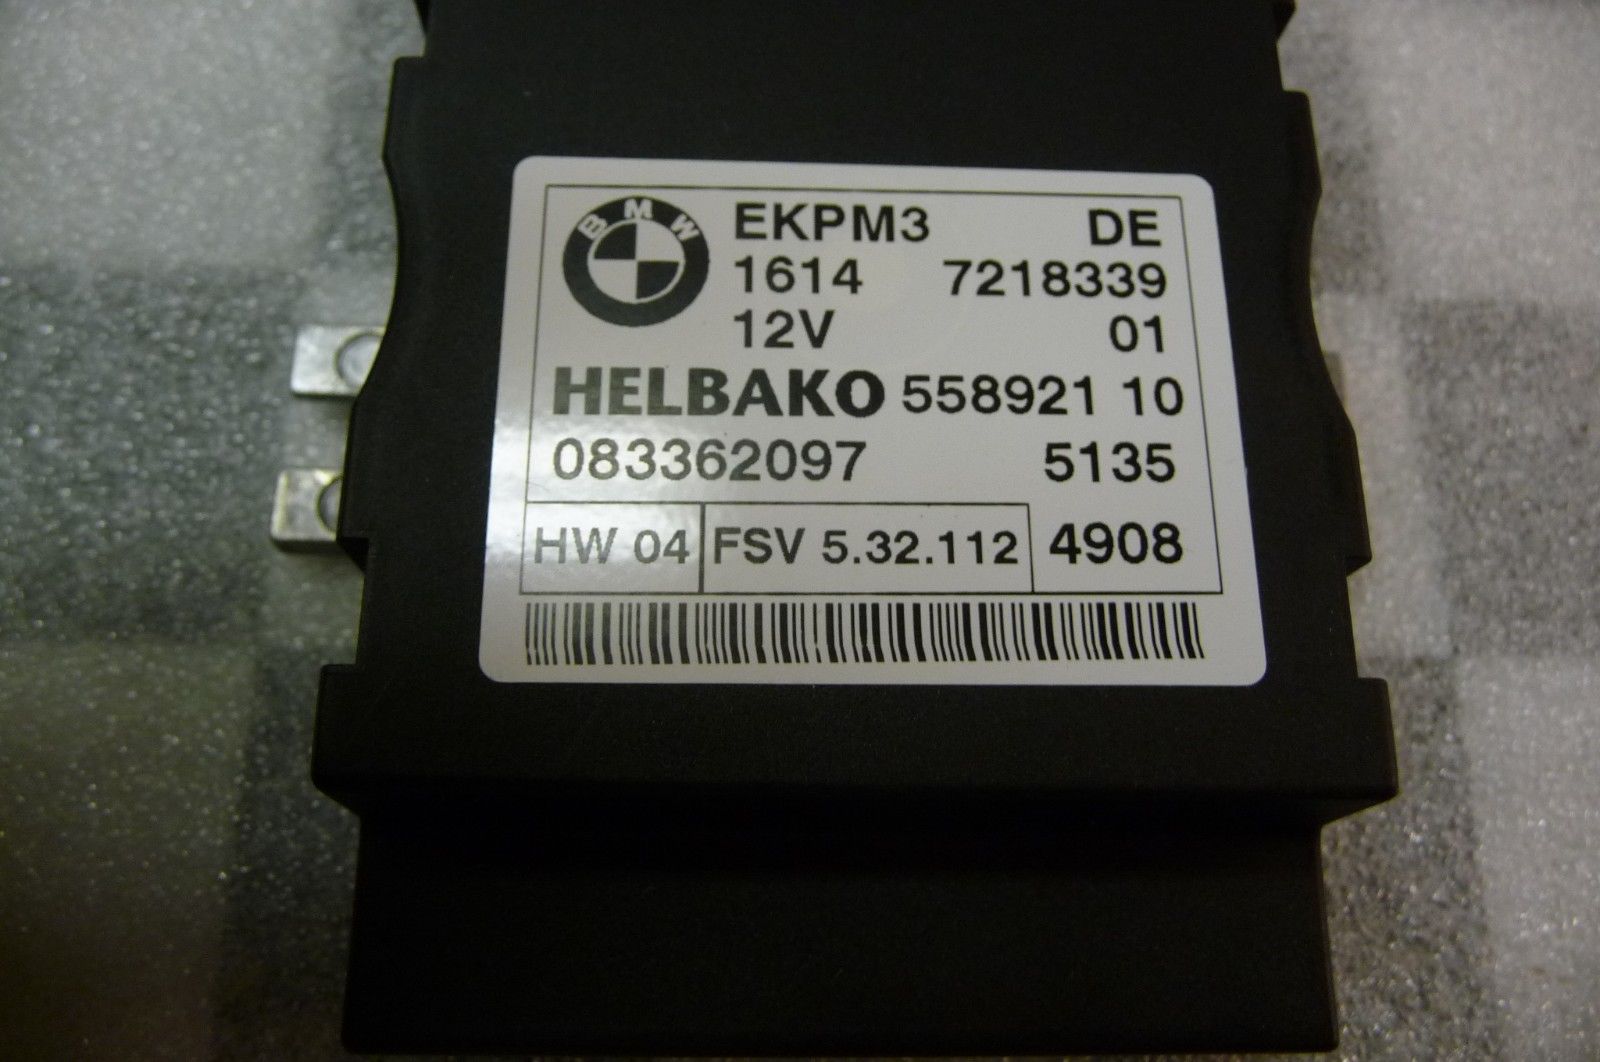 BMW
EKPM3 DE
1614 7218339
12V 01
HELBAKO 558921 10
083362097 5135
HW 04 FSV 5.32.112 4908